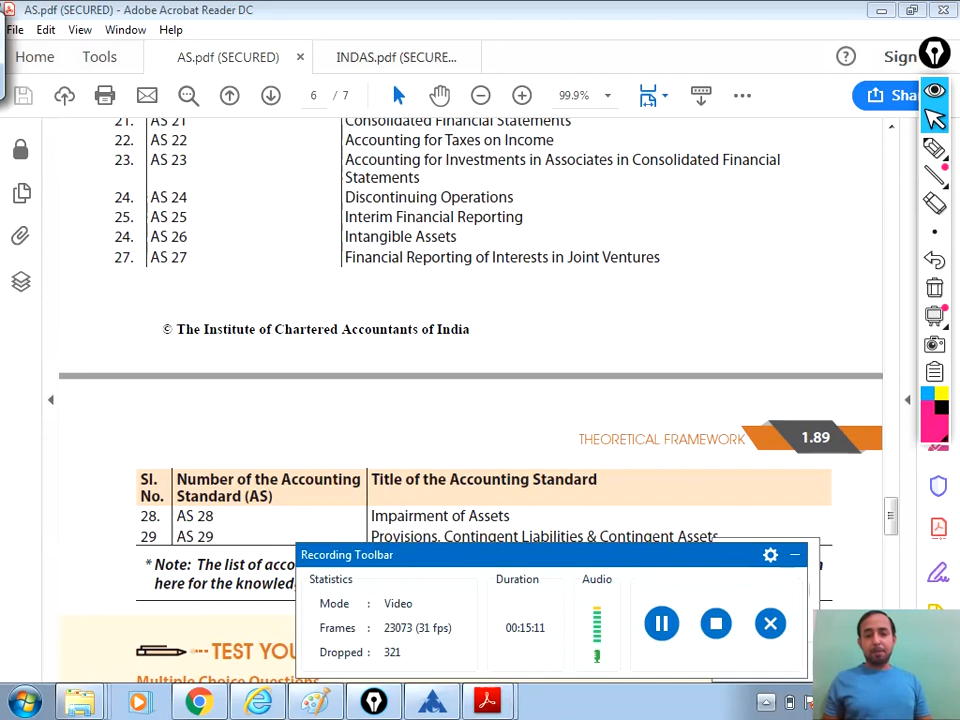 AS.pdf (SECURED) - Adobe Acrobat Reader DC
File Edit View Window Help
Home Tools AS.pdf (SECURED) × INDAS.pdf (SECURE... Sign
6 / 7 99.9% Sha
21. AS 21 Consolidated Financial Statements
22. AS 22 Accounting for Taxes on Income
23. AS 23 Accounting for Investments in Associates in Consolidated Financial
Statements
24. AS 24 Discontinuing Operations
25. AS 25 Interim Financial Reporting
24. AS 26 Intangible Assets
27. AS 27 Financial Reporting of Interests in Joint Ventures
© The Institute of Chartered Accountants of India
THEORETICAL FRAMEWORK 1.89
Sl. Number of the Accounting Title of the Accounting Standard
No. Standard (AS)
28. AS 28 Impairment of Assets
29 AS 29 Provisions, Contingent Liabilities & Contingent Assets
* Note: The list of acco
here for the knowled
Recording Toolbar
Statistics Duration Audio
Mode : Video
Frames : 23073 (31 fps) 00:15:11
Dropped : 321
TEST YOU
Multiple Choice Questions